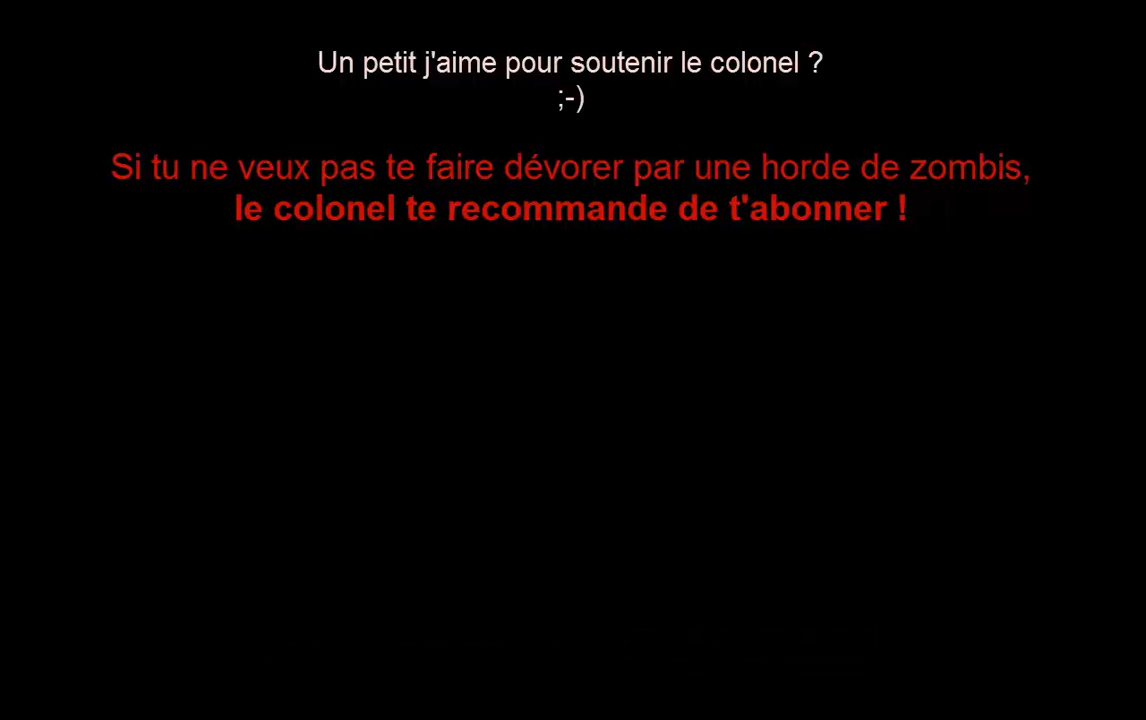 Un petit j'aime pour soutenir le colonel ?
;-)
Si tu ne veux pas te faire dévorer par une horde de zombis,
le colonel te recommande de t'abonner !